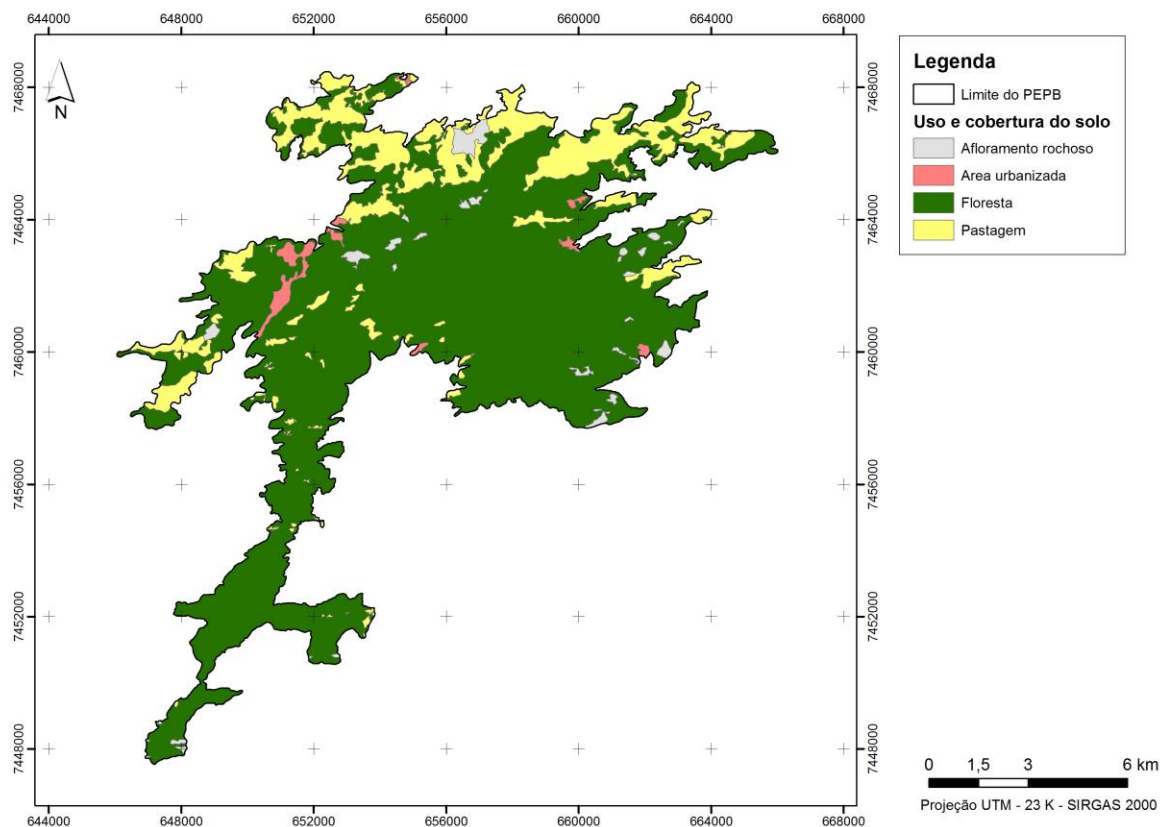 644000 648000 652000 656000 660000 664000 668000
7468000 7468000
7464000 7464000
7460000 7460000
7456000 7456000
7452000 7452000
7448000 7448000
644000 648000 652000 656000 660000 664000 668000
N
Legenda
Limite do PEPB
Uso e cobertura do solo
Afloramento rochoso
Area urbanizada
Floresta
Pastagem
0 1,5 3 6 km
Projeção UTM - 23 K - SIRGAS 2000